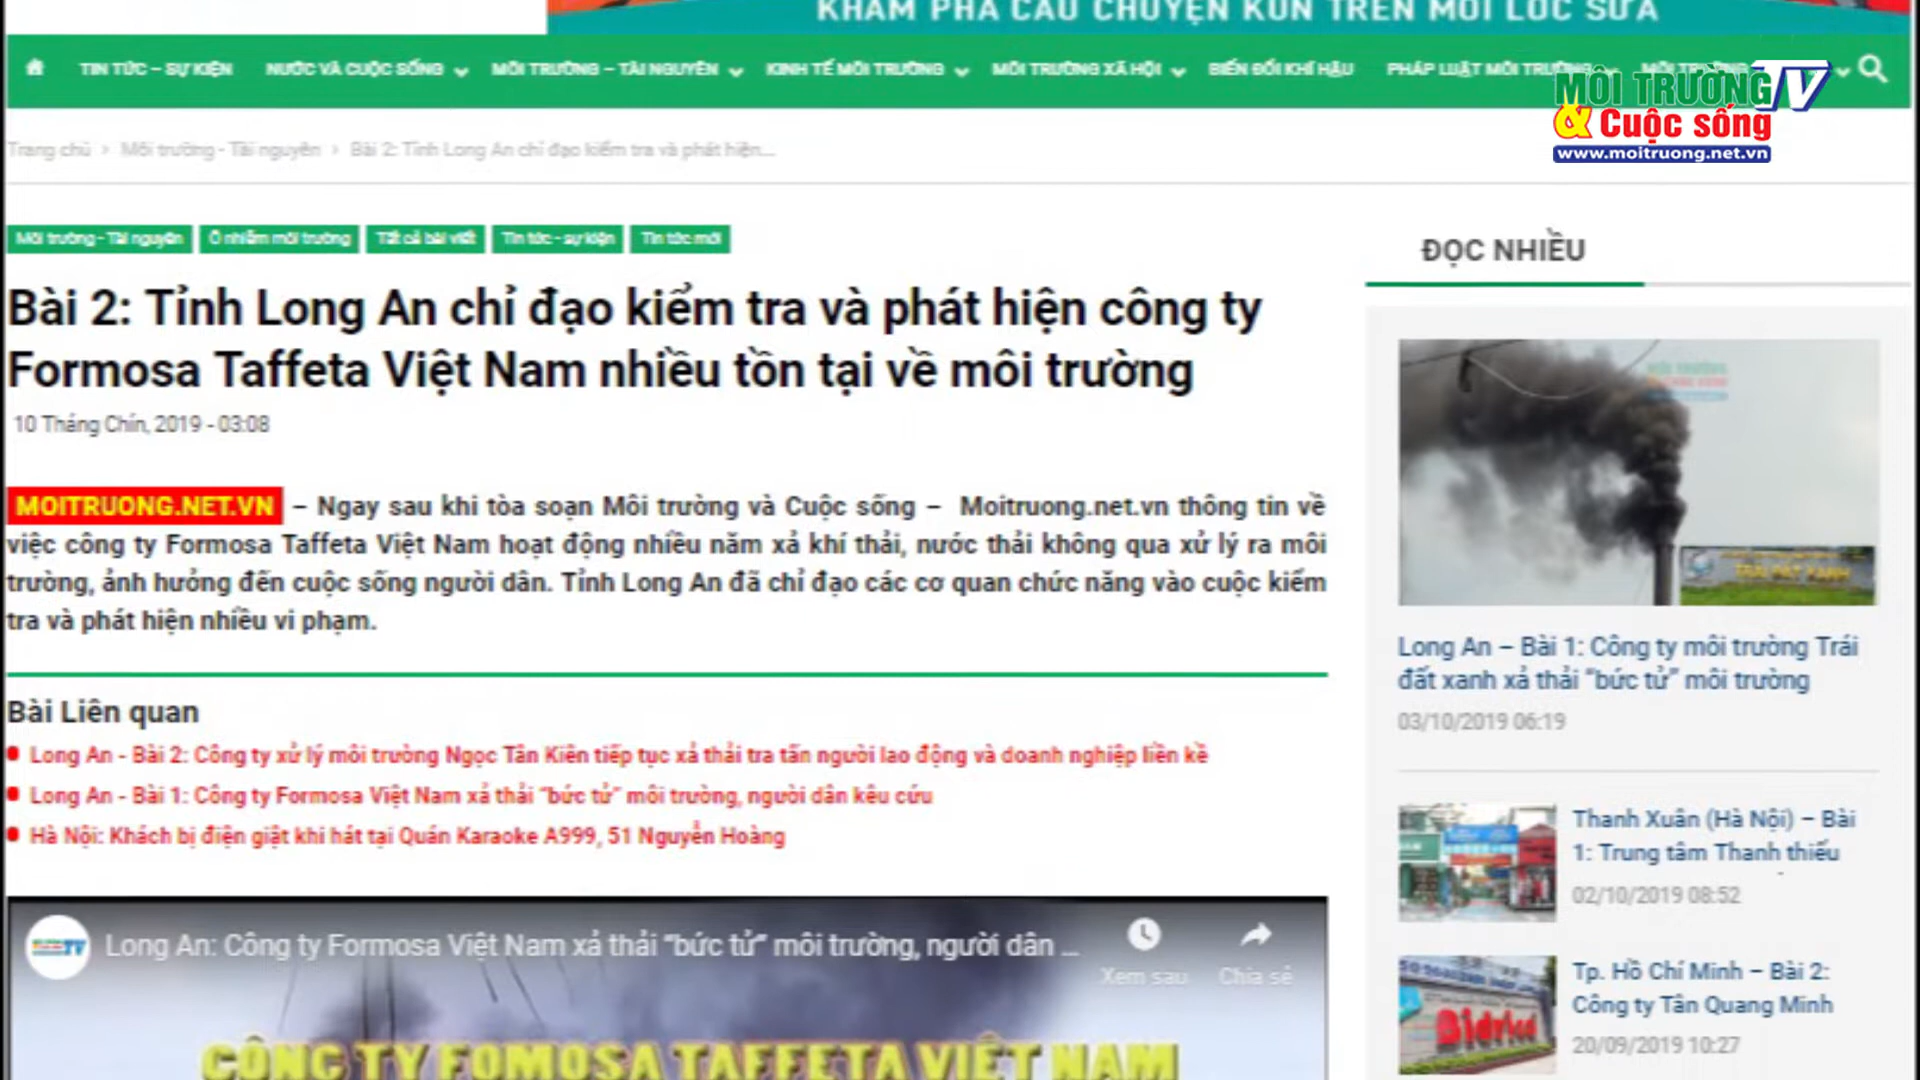 KHÁM PHÁ CÂU CHUYỆN KUN TRÊN MỖI LỐC SỮA
TIN TỨC – SỰ KIỆN NƯỚC VÀ CUỘC SỐNG MÔI TRƯỜNG – TÀI NGUYÊN KINH TẾ MÔI TRƯỜNG MÔI TRƯỜNG XÃ HỘI BIẾN ĐỔI KHÍ HẬU PHÁP LUẬT MÔI TRƯỜNG
MÔI TRƯỜNG TV
& Cuộc sống
www.moitruong.net.vn
Trang chủ › Môi trường - Tài nguyên › Bài 2: Tỉnh Long An chỉ đạo kiểm tra và phát hiện...
Môi trường - Tài nguyên Ô nhiễm môi trường Tất cả bài viết Tin tức - sự kiện Tin tức mới
Bài 2: Tỉnh Long An chỉ đạo kiểm tra và phát hiện công ty
Formosa Taffeta Việt Nam nhiều tồn tại về môi trường
10 Tháng Chín, 2019 - 03:08
MOITRUONG.NET.VN – Ngay sau khi tòa soạn Môi trường và Cuộc sống – Moitruong.net.vn thông tin về
việc công ty Formosa Taffeta Việt Nam hoạt động nhiều năm xả khí thải, nước thải không qua xử lý ra môi
trường, ảnh hưởng đến cuộc sống người dân. Tỉnh Long An đã chỉ đạo các cơ quan chức năng vào cuộc kiểm
tra và phát hiện nhiều vi phạm.
Bài Liên quan
Long An - Bài 2: Công ty xử lý môi trường Ngọc Tân Kiên tiếp tục xả thải tra tấn người lao động và doanh nghiệp liền kề
Long An - Bài 1: Công ty Formosa Việt Nam xả thải "bức tử" môi trường, người dân kêu cứu
Hà Nội: Khách bị điện giật khi hát tại Quán Karaoke A999, 51 Nguyễn Hoàng
Long An: Công ty Formosa Việt Nam xả thải "bức tử" môi trường, người dân ...
Xem sau Chia sẻ
CÔNG TY FOMOSA TAFFETA VIỆT NAM
ĐỌC NHIỀU
TRÁI ĐẤT XANH
Long An – Bài 1: Công ty môi trường Trái
đất xanh xả thải "bức tử" môi trường
03/10/2019 06:19
Thanh Xuân (Hà Nội) – Bài
1: Trung tâm Thanh thiếu
02/10/2019 08:52
Bidrico
Tp. Hồ Chí Minh – Bài 2:
Công ty Tân Quang Minh
20/09/2019 10:27